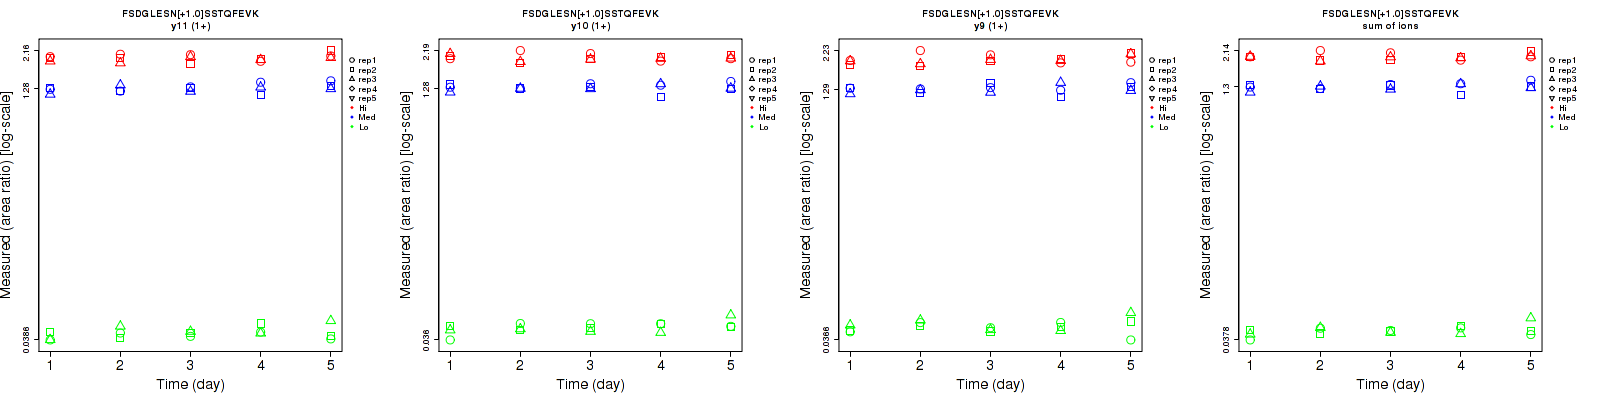 FSDGLESN[+1.0]SSTQFEVK
y11 (1+)
Measured (area ratio) [log-scale]
2.16
1.28
0.0386
1 2 3 4 5
Time (day)
rep1
rep2
rep3
rep4
rep5
Hi
Med
Lo
FSDGLESN[+1.0]SSTQFEVK
y10 (1+)
Measured (area ratio) [log-scale]
2.19
1.28
0.036
1 2 3 4 5
Time (day)
rep1
rep2
rep3
rep4
rep5
Hi
Med
Lo
FSDGLESN[+1.0]SSTQFEVK
y9 (1+)
Measured (area ratio) [log-scale]
2.23
1.29
0.0366
1 2 3 4 5
Time (day)
rep1
rep2
rep3
rep4
rep5
Hi
Med
Lo
FSDGLESN[+1.0]SSTQFEVK
sum of ions
Measured (area ratio) [log-scale]
2.14
1.3
0.0378
1 2 3 4 5
Time (day)
rep1
rep2
rep3
rep4
rep5
Hi
Med
Lo